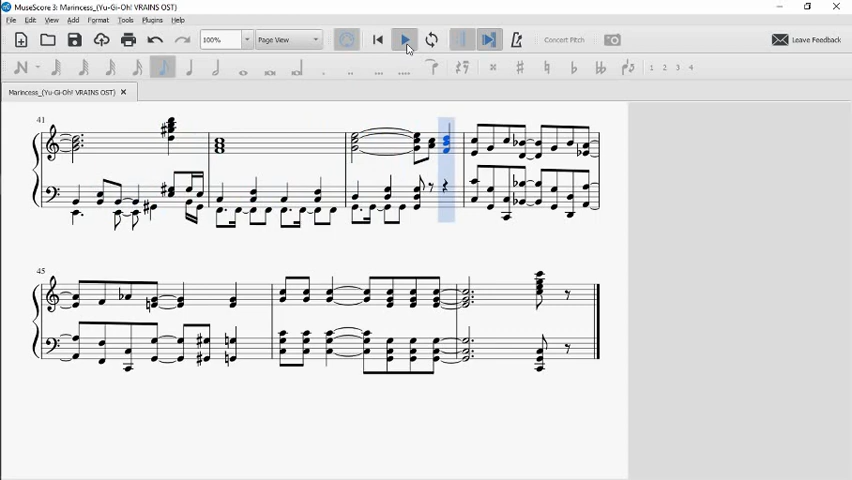 MuseScore 3: Marincess_(Yu-Gi-Oh! VRAINS OST)
File Edit View Add Format Tools Plugins Help
100% Page View Concert Pitch Leave Feedback
1 2 3 4
Marincess_(Yu-Gi-Oh! VRAINS OST)
41
45